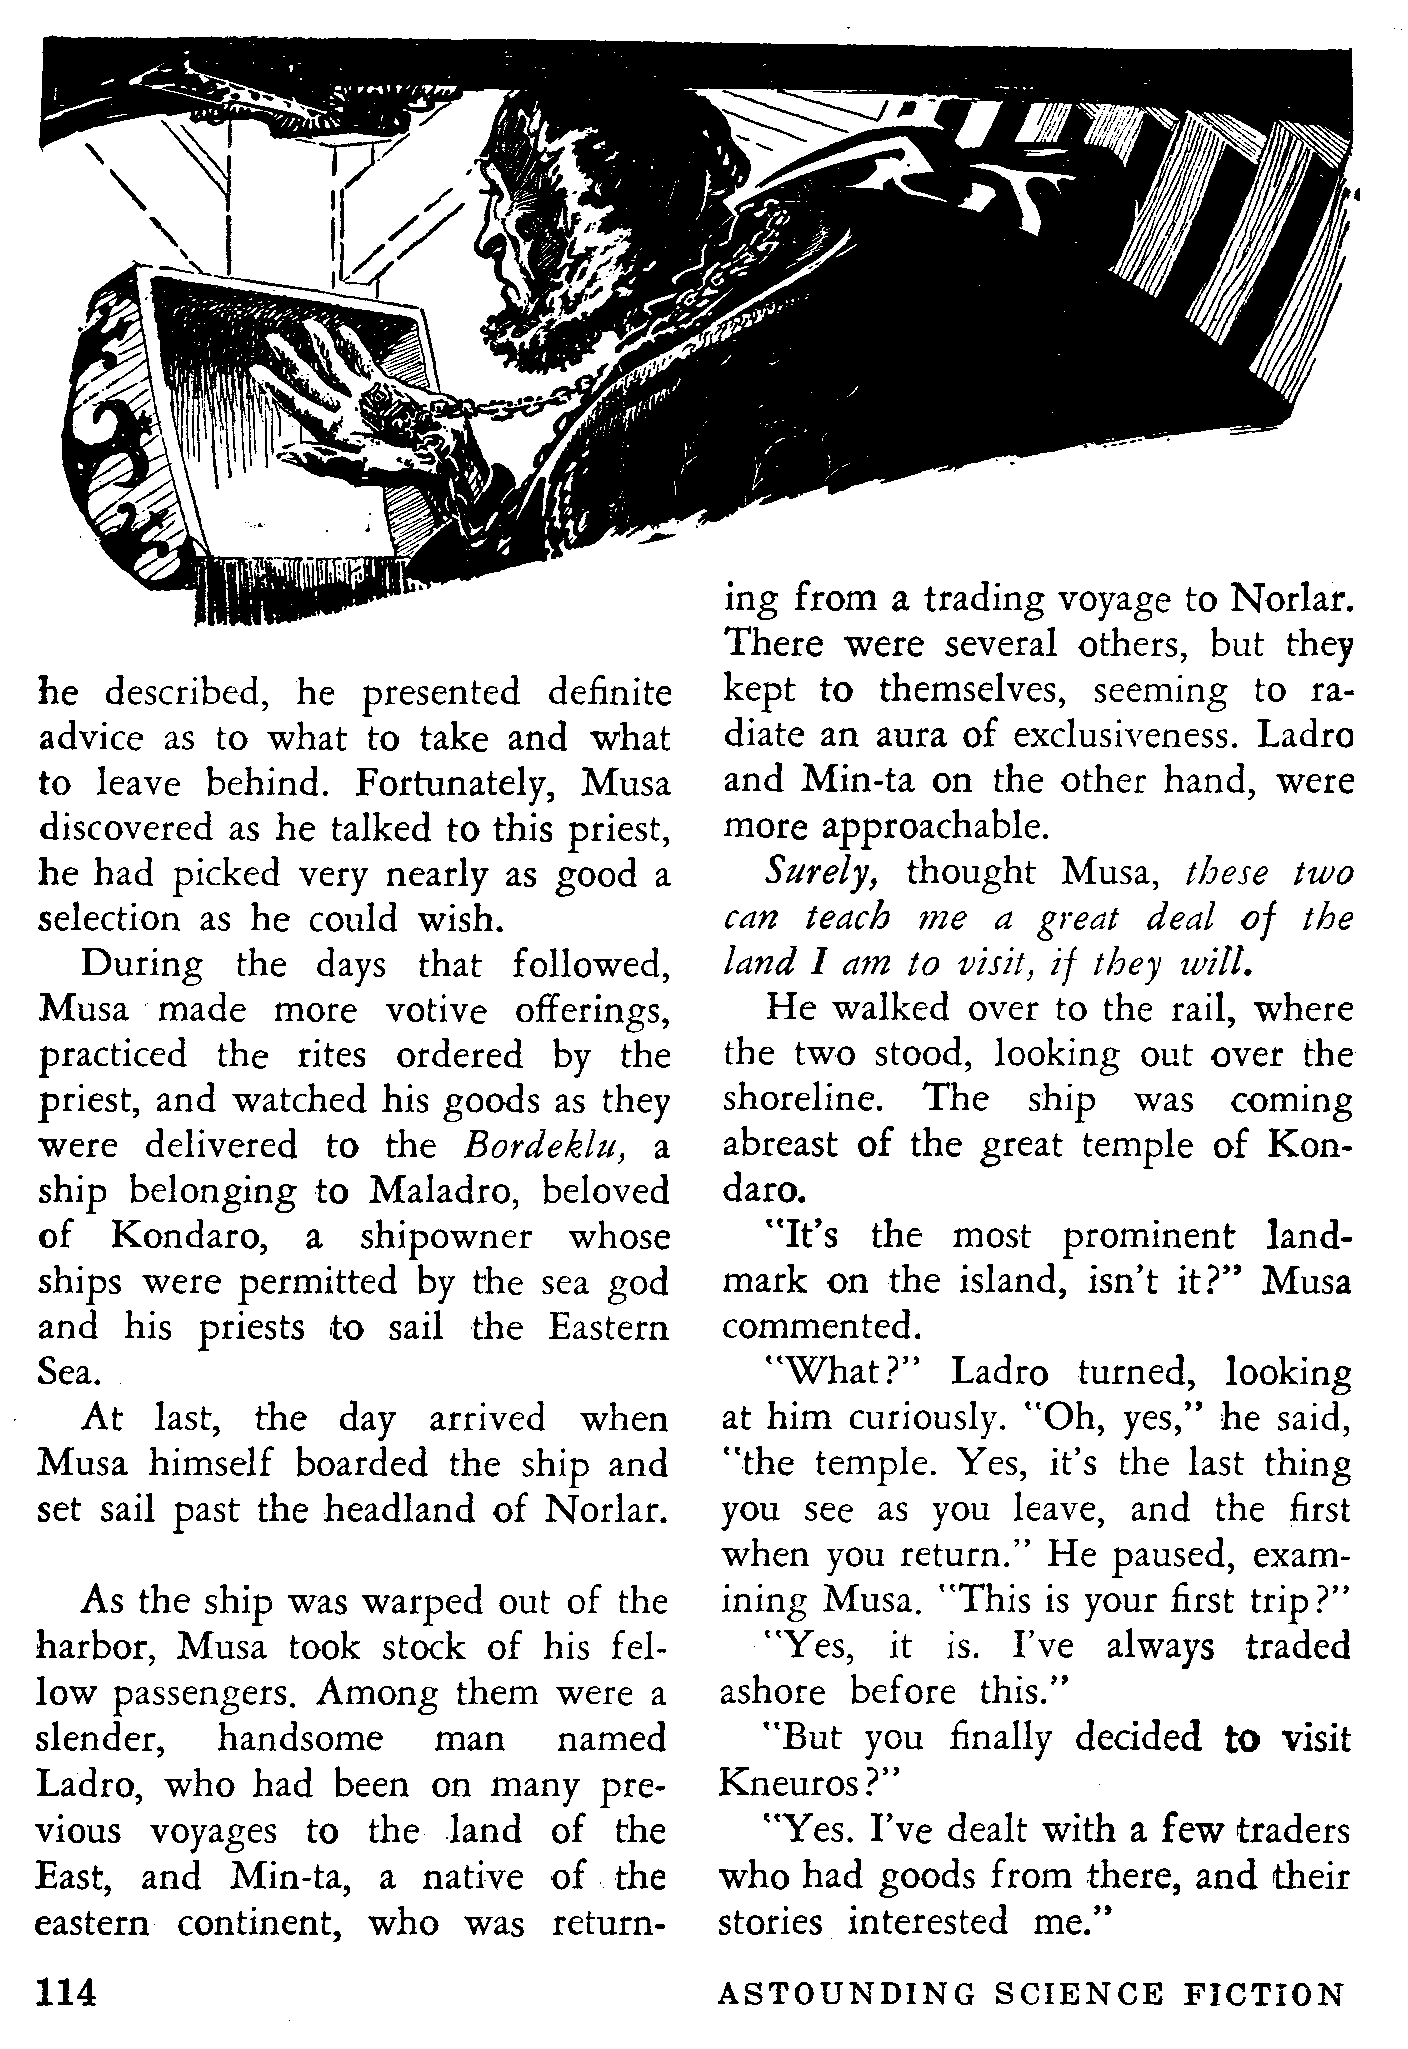 he described, he presented definite
advice as to what to take and what
to leave behind. Fortunately, Musa
discovered as he talked to this priest,
he had picked very nearly as good a
selection as he could wish.
During the days that followed,
Musa made more votive offerings,
practiced the rites ordered by the
priest, and watched his goods as they
were delivered to the Bordeklu, a
ship belonging to Maladro, beloved
of Kondaro, a shipowner whose
ships were permitted by the sea god
and his priests to sail the Eastern
Sea.
At last, the day arrived when
Musa himself boarded the ship and
set sail past the headland of Norlar.
As the ship was warped out of the
harbor, Musa took stock of his fel-
low passengers. Among them were a
slender, handsome man named
Ladro, who had been on many pre-
vious voyages to the land of the
East, and Min-ta, a native of the
eastern continent, who was return-
ing from a trading voyage to Norlar.
There were several others, but they
kept to themselves, seeming to ra-
diate an aura of exclusiveness. Ladro
and Min-ta on the other hand, were
more approachable.
Surely, thought Musa, these two
can teach me a great deal of the
land I am to visit, if they will.
He walked over to the rail, where
the two stood, looking out over the
shoreline. The ship was coming
abreast of the great temple of Kon-
daro.
"It's the most prominent land-
mark on the island, isn't it?" Musa
commented.
"What?" Ladro turned, looking
at him curiously. "Oh, yes," he said,
"the temple. Yes, it's the last thing
you see as you leave, and the first
when you return." He paused, exam-
ining Musa. "This is your first trip?"
"Yes, it is. I've always traded
ashore before this."
"But you finally decided to visit
Kneuros?"
"Yes. I've dealt with a few traders
who had goods from there, and their
stories interested me."
114
ASTOUNDING SCIENCE FICTION